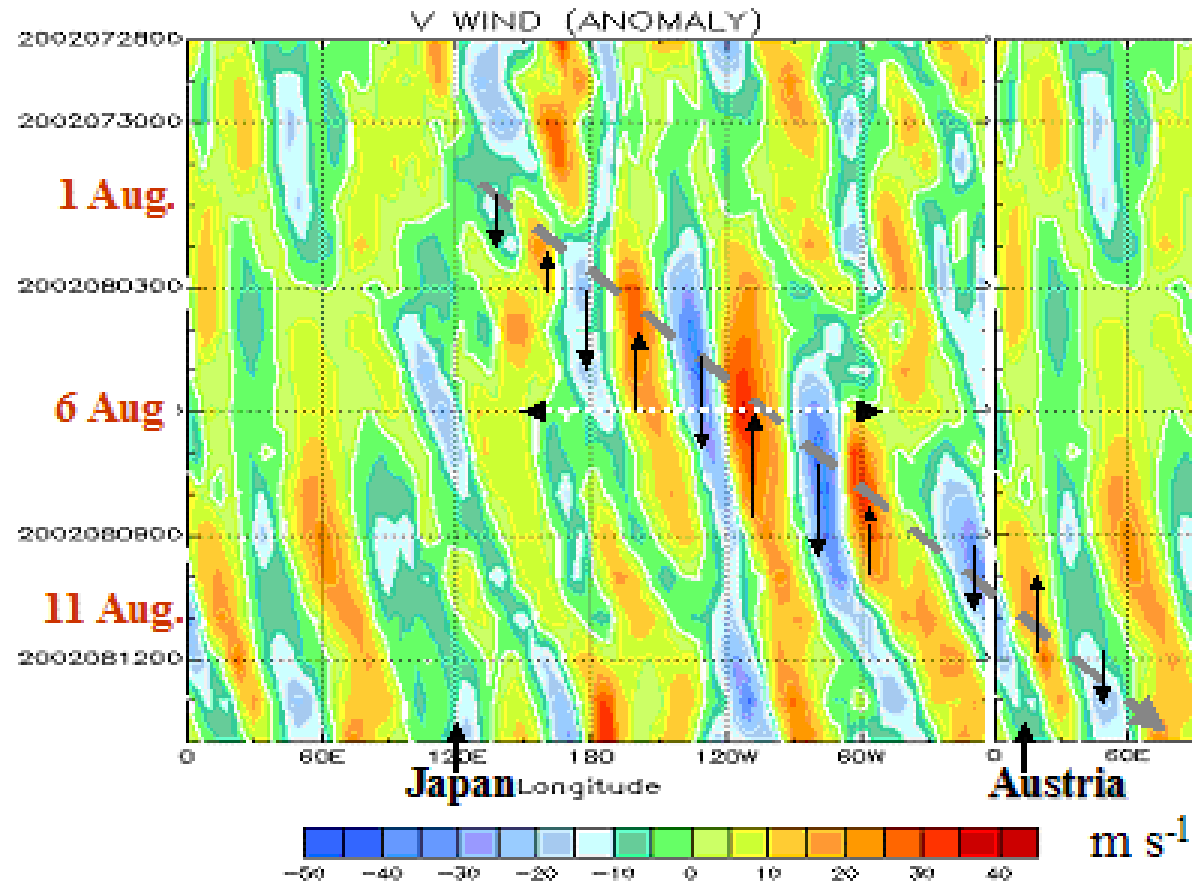 V WIND (ANOMALY)
2002072800
2002073000
1 Aug.
2002080300
6 Aug
2002080900
11 Aug.
2002081200
0 60E 120E 180 120W 60W 0 60E
Japan Longitude Austria
-50 -40 -30 -20 -10 0 10 20 30 40 m s-1